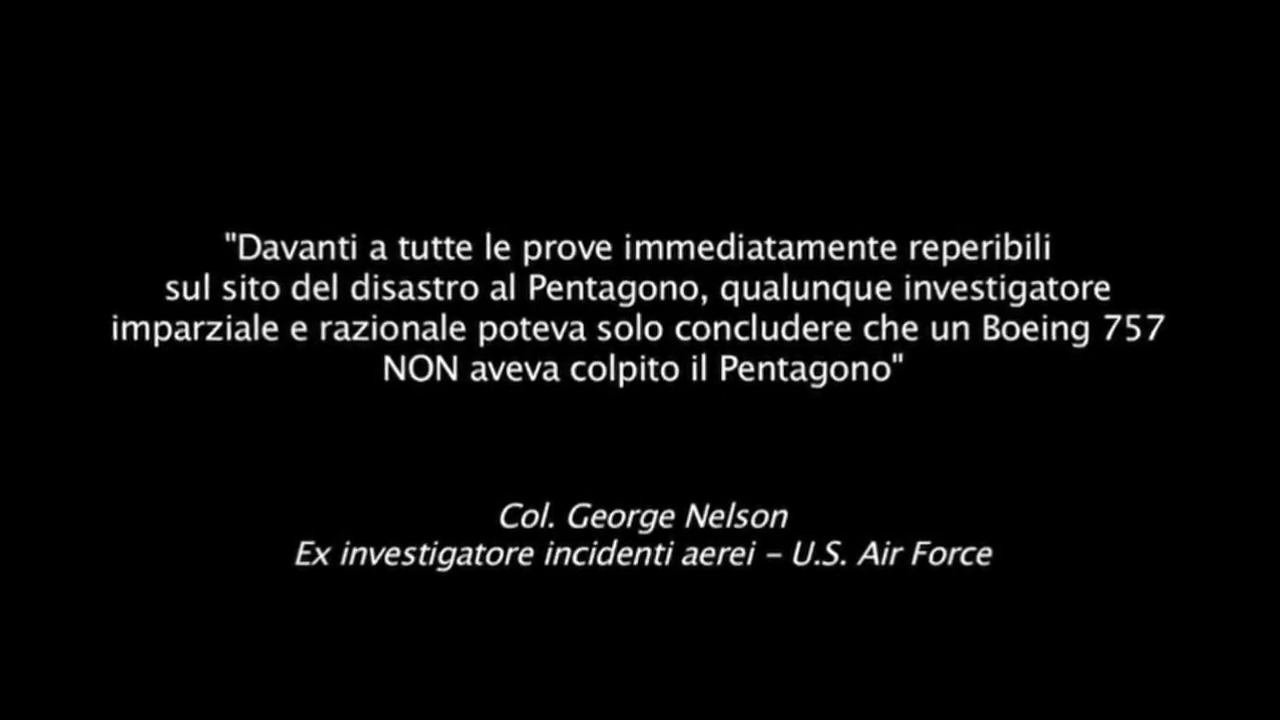 "Davanti a tutte le prove immediatamente reperibili
sul sito del disastro al Pentagono, qualunque investigatore
imparziale e razionale poteva solo concludere che un Boeing 757
NON aveva colpito il Pentagono"
Col. George Nelson
Ex investigatore incidenti aerei – U.S. Air Force